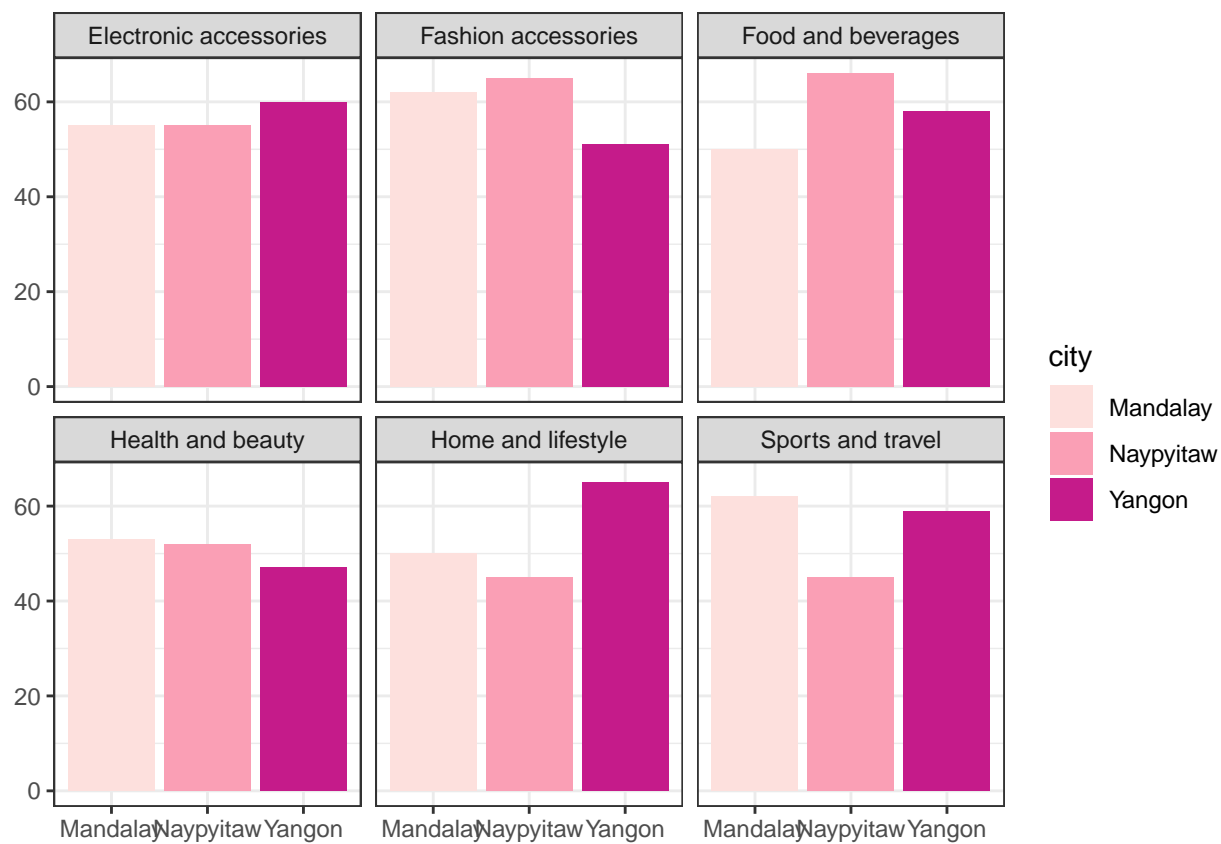 Electronic accessories Fashion accessories Food and beverages
60
40
20
0
Health and beauty Home and lifestyle Sports and travel
60
40
20
0
Mandalay Naypyitaw Yangon Mandalay Naypyitaw Yangon Mandalay Naypyitaw Yangon
city
Mandalay
Naypyitaw
Yangon